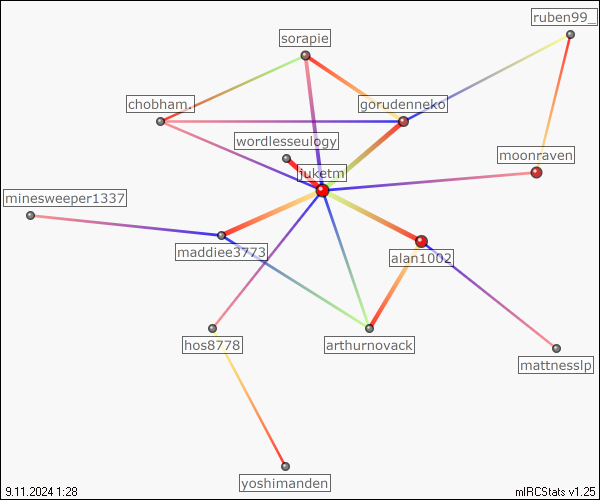 ruben99_
sorapie
chobham.
gorudenneko
wordlesseulogy
moonraven
juketm
minesweeper1337
maddiee3773
alan1002
hos8778
arthurnovack
mattnesslp
yoshimanden
9.11.2024 1:28
mIRCStats v1.25